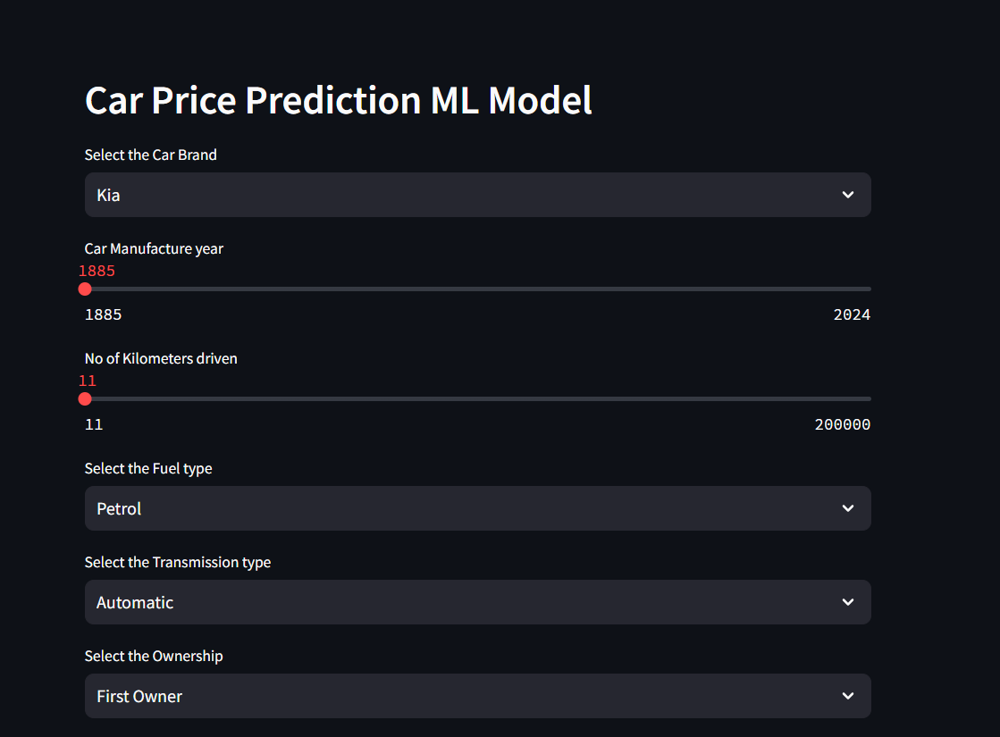 Car Price Prediction ML Model
Select the Car Brand
Kia
Car Manufacture year
1885
1885 2024
No of Kilometers driven
11
11 200000
Select the Fuel type
Petrol
Select the Transmission type
Automatic
Select the Ownership
First Owner